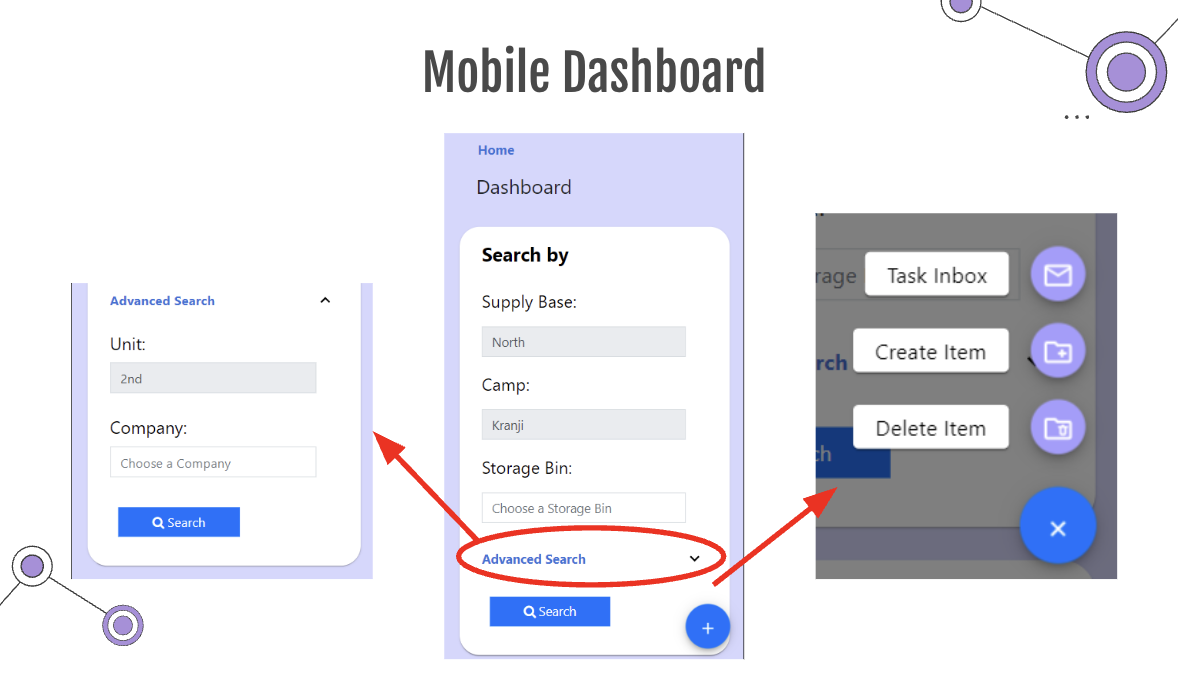 Mobile Dashboard
...
Home
Dashboard
Search by
Supply Base:
North
Camp:
Kranji
Storage Bin:
Choose a Storage Bin
Advanced Search
Search
+
Advanced Search
Unit:
2nd
Company:
Choose a Company
Search
rage
Task Inbox
rch
Create Item
ch
Delete Item
×